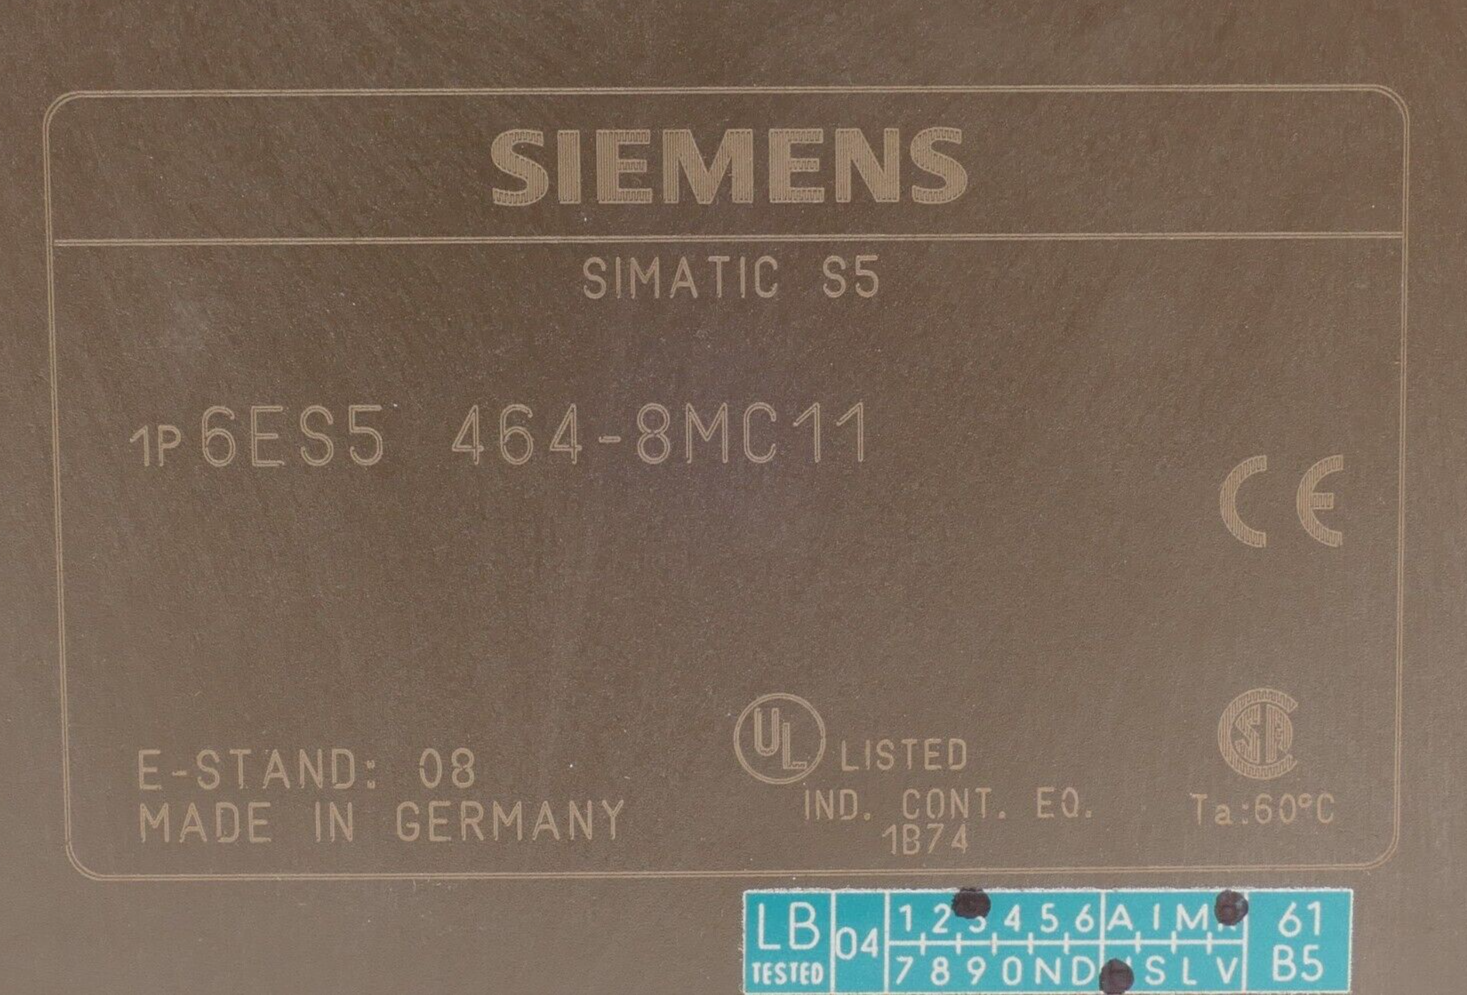 SIEMENS
SIMATIC S5
1P 6ES5 464-8MC11
CE
UL LISTED
E-STAND: 08
IND. CONT. EQ. Ta:60°C
MADE IN GERMANY
1B74
LB 04 1 2 3 4 5 6 A I M 61
TESTED 7 8 9 0 N D S L V B5